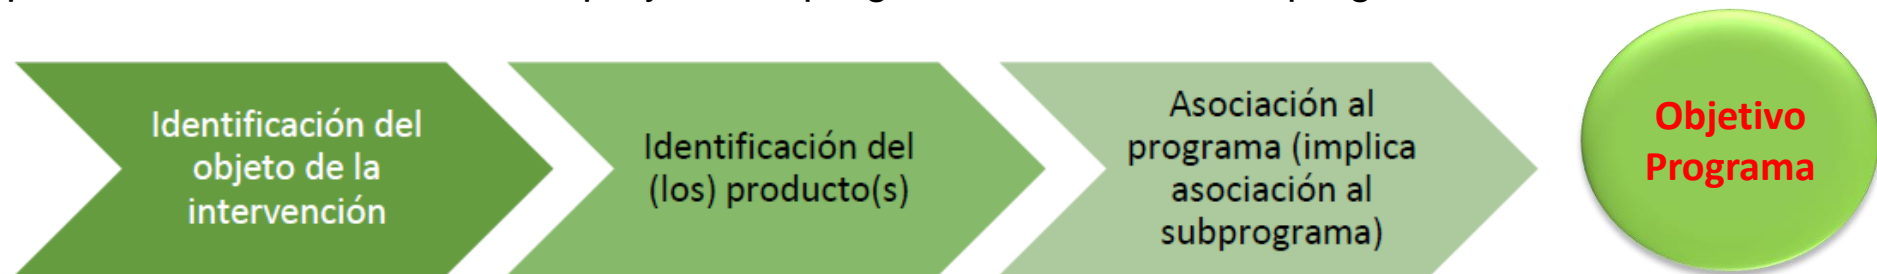 Identificación del
objeto de la
intervención
Identificación del
(los) producto(s)
Asociación al
programa (implica
asociación al
subprograma)
Objetivo
Programa